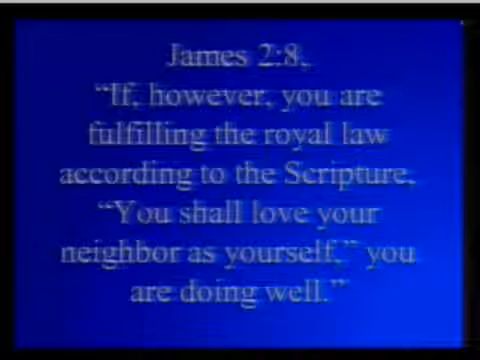 James 2:8,
“If, however, you are
fulfilling the royal law
according to the Scripture,
“You shall love your
neighbor as yourself,” you
are doing well.”